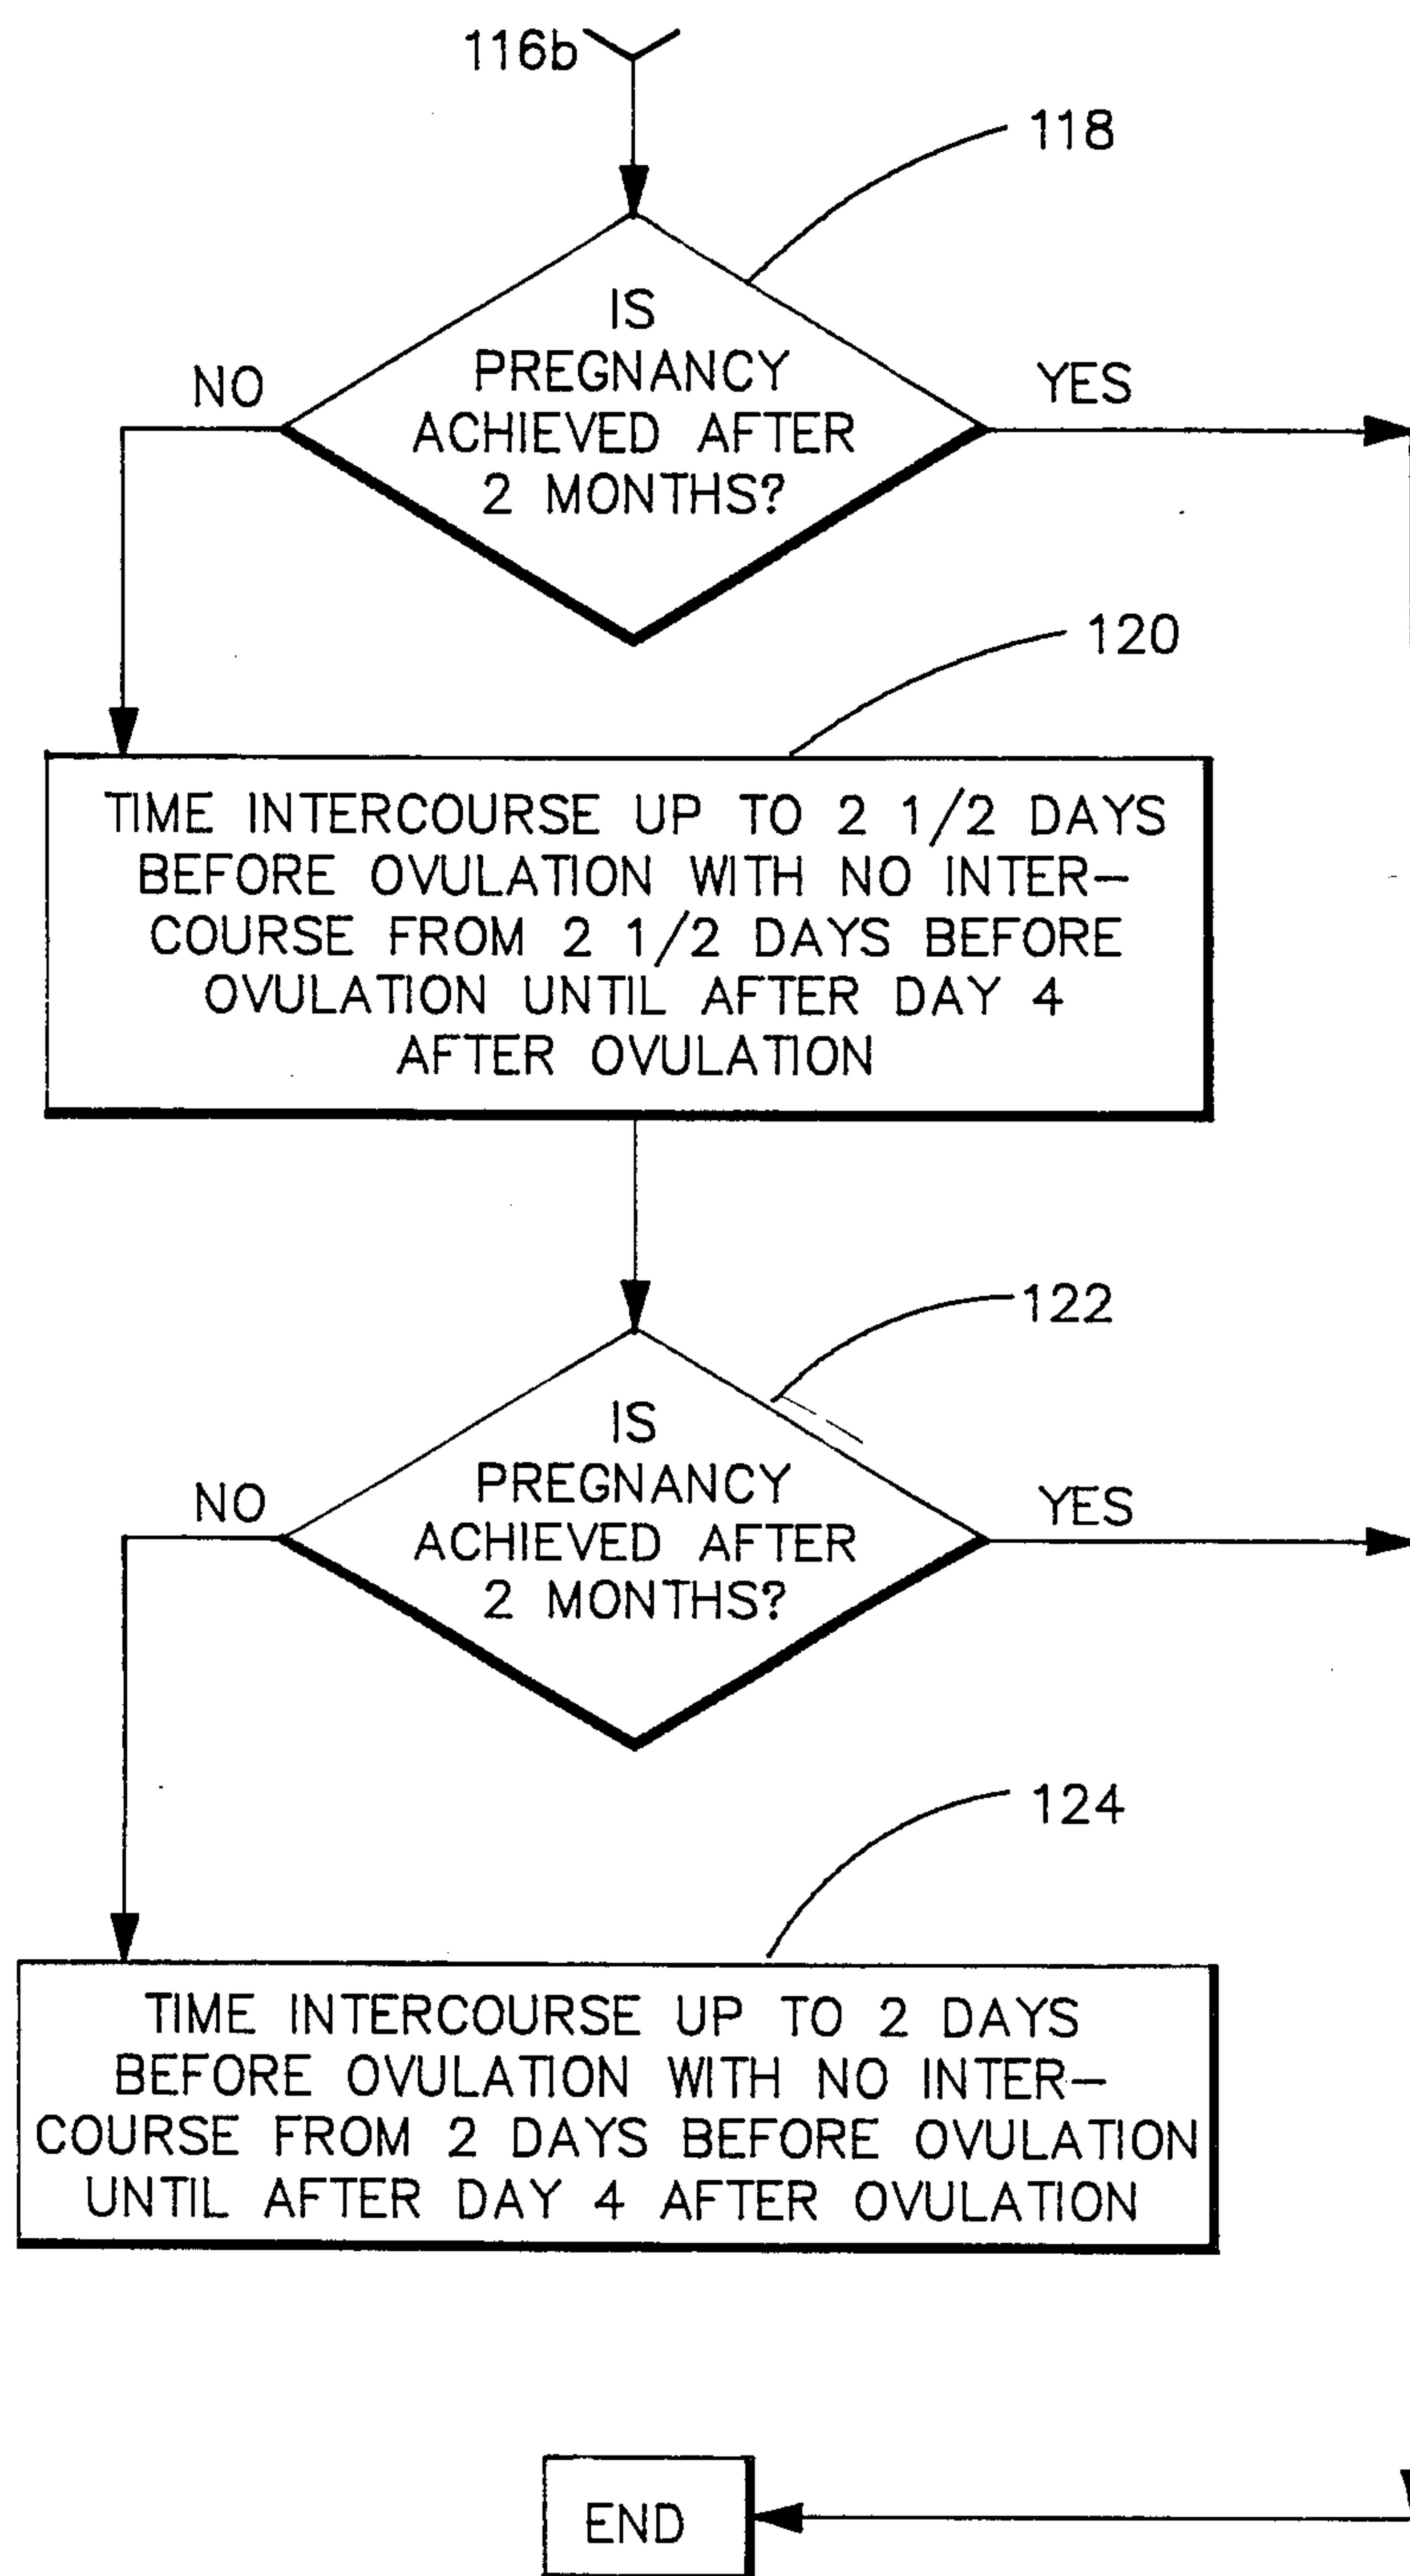 116b
118
IS
PREGNANCY
ACHIEVED AFTER
2 MONTHS?
NO
YES
120
TIME INTERCOURSE UP TO 2 1/2 DAYS
BEFORE OVULATION WITH NO INTER-
COURSE FROM 2 1/2 DAYS BEFORE
OVULATION UNTIL AFTER DAY 4
AFTER OVULATION
122
IS
PREGNANCY
ACHIEVED AFTER
2 MONTHS?
NO
YES
124
TIME INTERCOURSE UP TO 2 DAYS
BEFORE OVULATION WITH NO INTER-
COURSE FROM 2 DAYS BEFORE OVULATION
UNTIL AFTER DAY 4 AFTER OVULATION
END